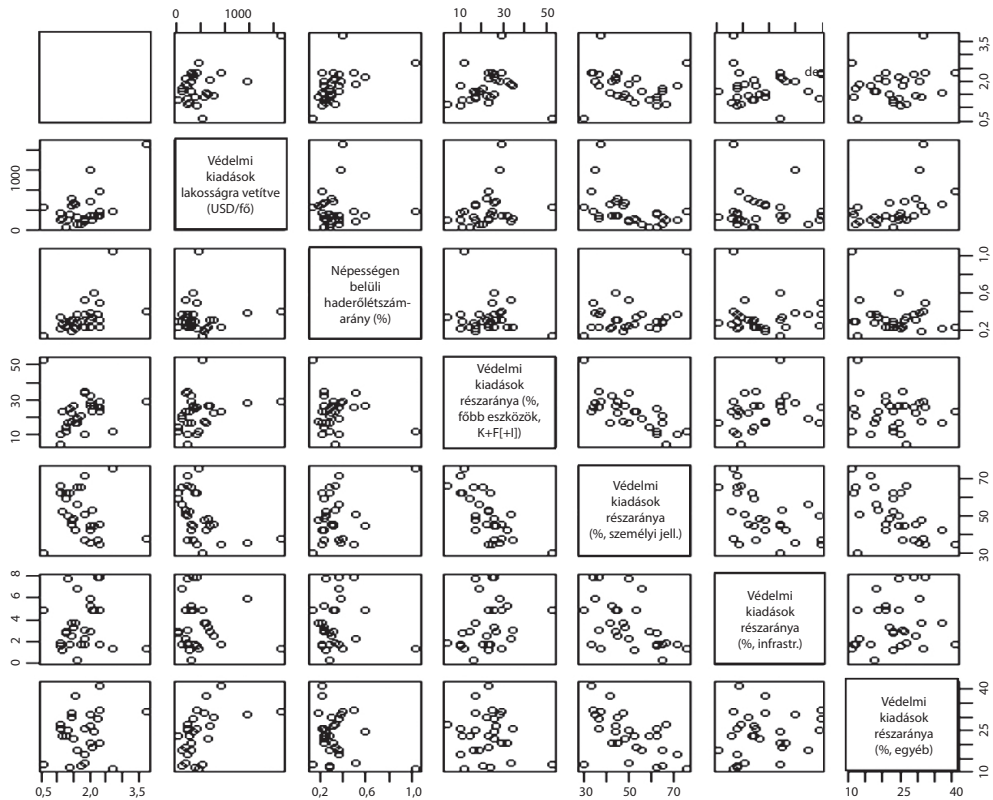 0 1000
10 30 50
0,5 2,0 3,5
de
Védelmi
kiadások
lakosságra vetítve
(USD/fő)
0 1000
Népességen
belüli
haderőlétszám-
arány (%)
0,2 0,6 1,0
Védelmi
kiadások
részaránya (%,
főbb eszközök,
K+F[+I])
10 30 50
Védelmi
kiadások
részaránya
(%, személyi jell.)
30 50 70
Védelmi
kiadások
részaránya
(%, infrastr.)
0 2 4 6 8
Védelmi
kiadások
részaránya
(%, egyéb)
10 25 40
0,5 2,0 3,5
0,2 0,6 1,0
30 50 70
10 25 40